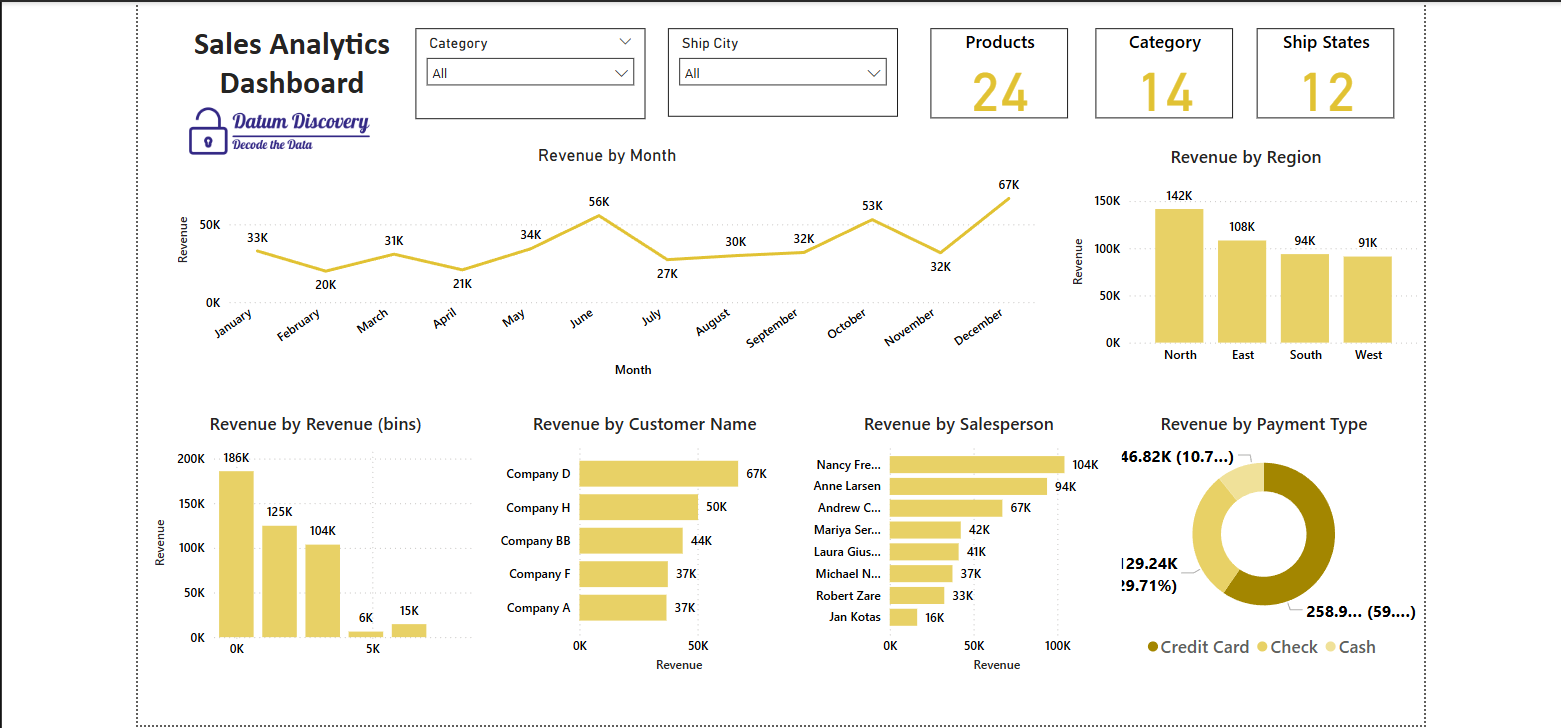 Sales Analytics
Dashboard
Datum Discovery
Decode the Data
Category
All
Ship City
All
Products
24
Category
14
Ship States
12
Revenue by Month
Revenue
50K
0K
33K
20K
31K
21K
34K
56K
27K
30K
32K
53K
32K
67K
January
February
March
April
May
June
July
August
September
October
November
December
Month
Revenue by Region
Revenue
150K
100K
50K
0K
142K
108K
94K
91K
North
East
South
West
Revenue by Revenue (bins)
Revenue
200K
150K
100K
50K
0K
186K
125K
104K
6K
15K
0K
5K
Revenue by Customer Name
Company D
67K
Company H
50K
Company BB
44K
Company F
37K
Company A
37K
0K
50K
Revenue
Revenue by Salesperson
Nancy Fre...
104K
Anne Larsen
94K
Andrew C...
67K
Mariya Ser...
42K
Laura Gius...
41K
Michael N...
37K
Robert Zare
33K
Jan Kotas
16K
0K
50K
100K
Revenue
Revenue by Payment Type
46.82K (10.7...)
129.24K
29.71%)
258.9... (59....)
Credit Card
Check
Cash